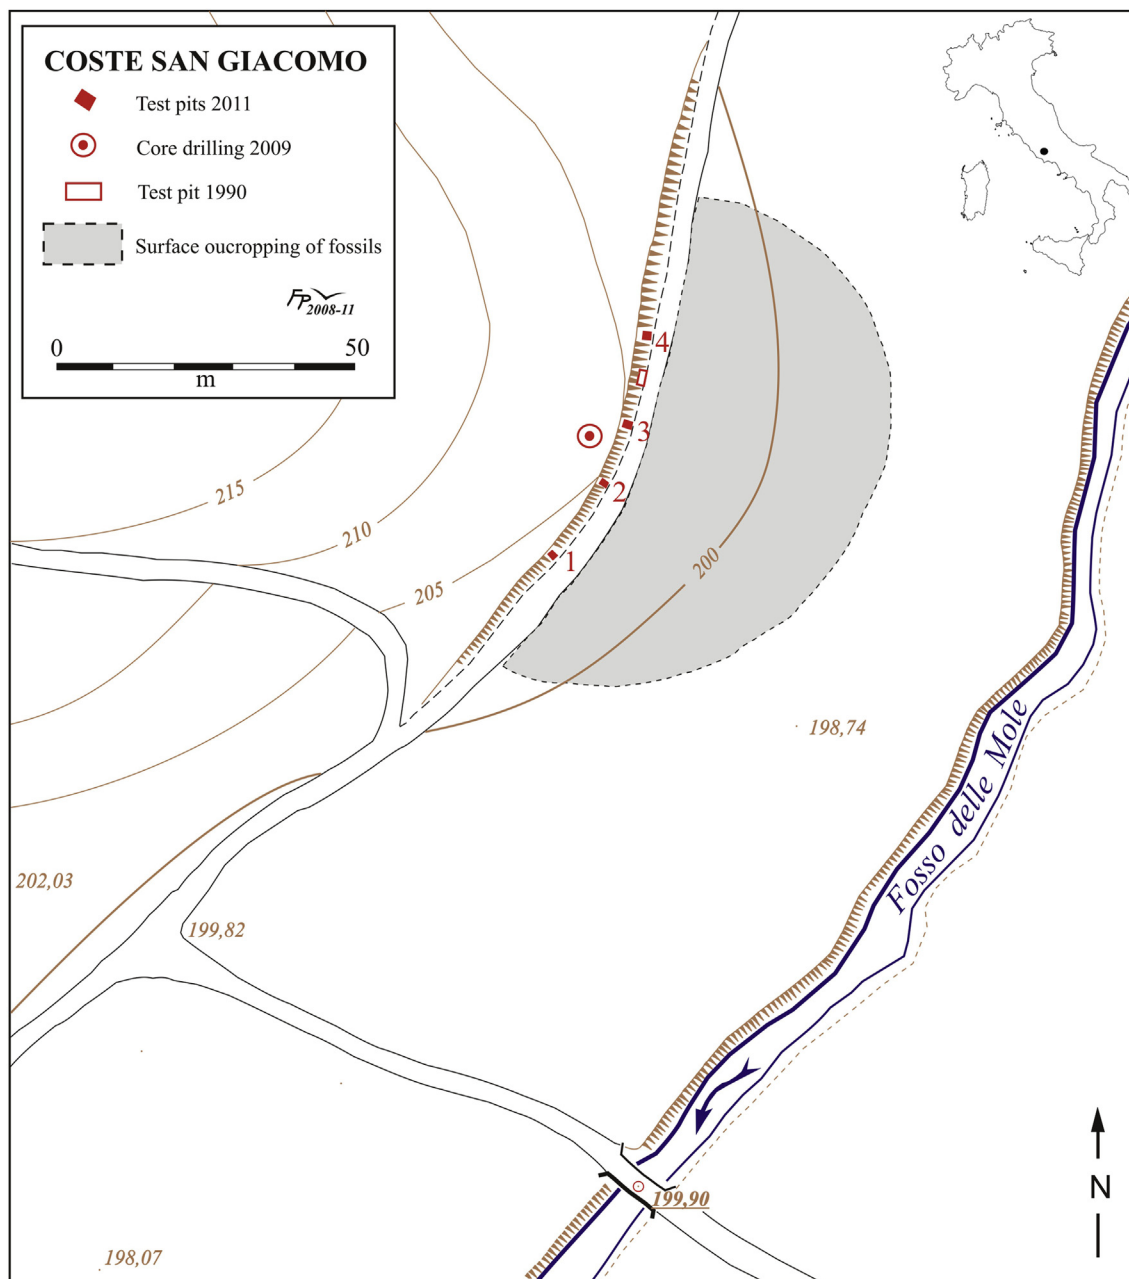 COSTE SAN GIACOMO
Test pits 2011
Core drilling 2009
Test pit 1990
Surface oucropping of fossils
FP 2008-11
0 50
m
4
3
2
1
215
210
205
200
198,74
Fosso delle Mole
202,03
199,82
199,90
198,07
N